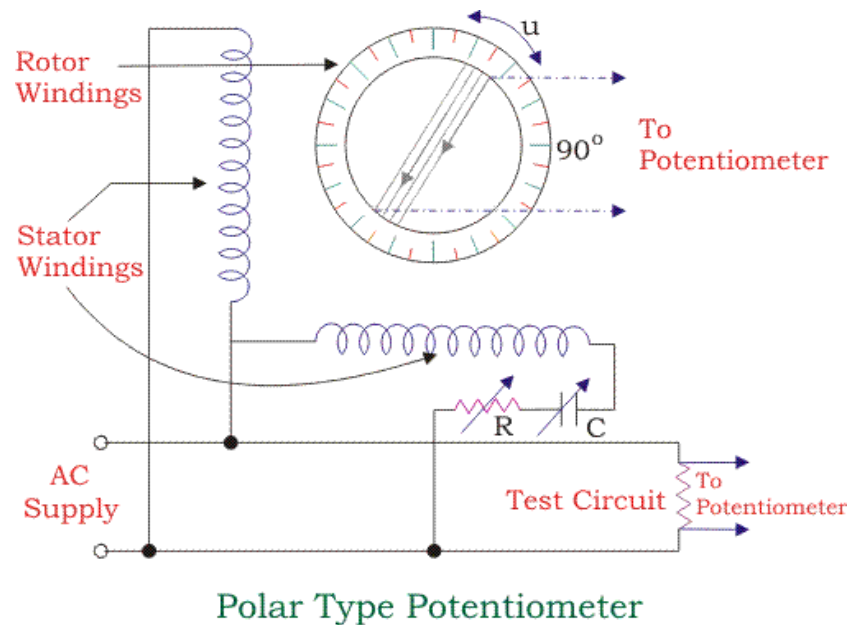 u
Rotor
Windings
90°
To
Potentiometer
Stator
Windings
R
C
AC
Supply
Test Circuit
To
Potentiometer
Polar Type Potentiometer